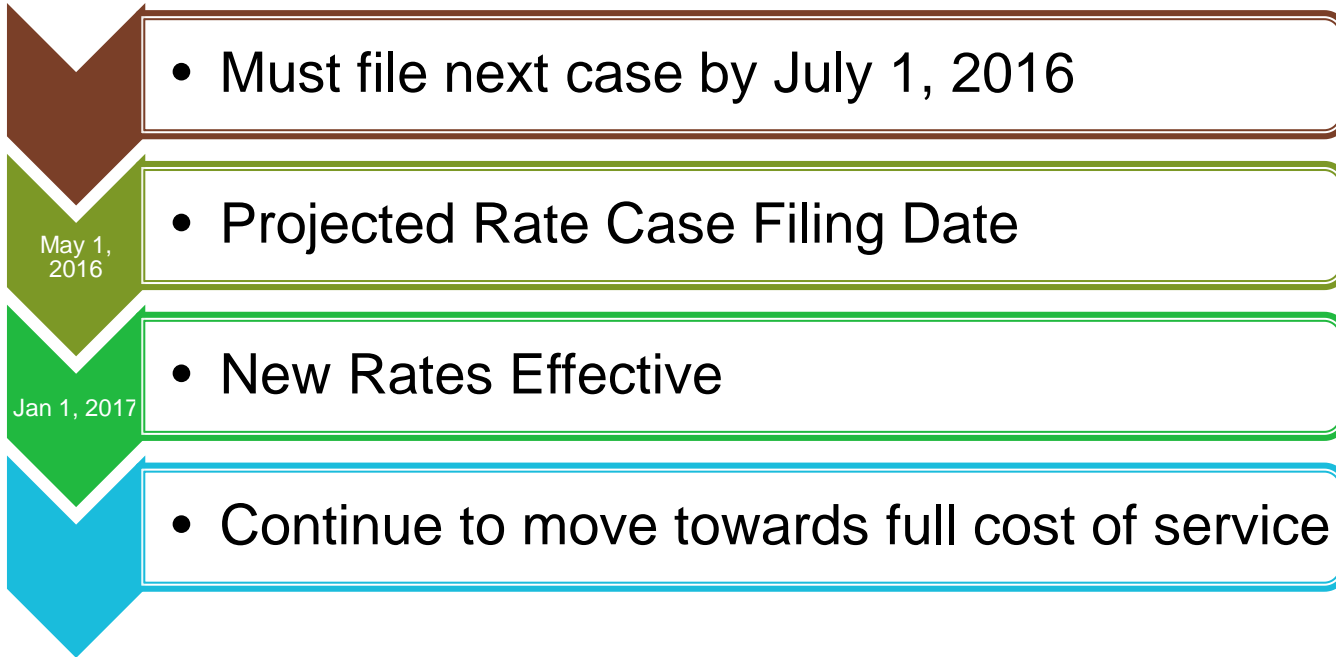 • Must file next case by July 1, 2016
May 1,
2016
• Projected Rate Case Filing Date
Jan 1, 2017
• New Rates Effective
• Continue to move towards full cost of service